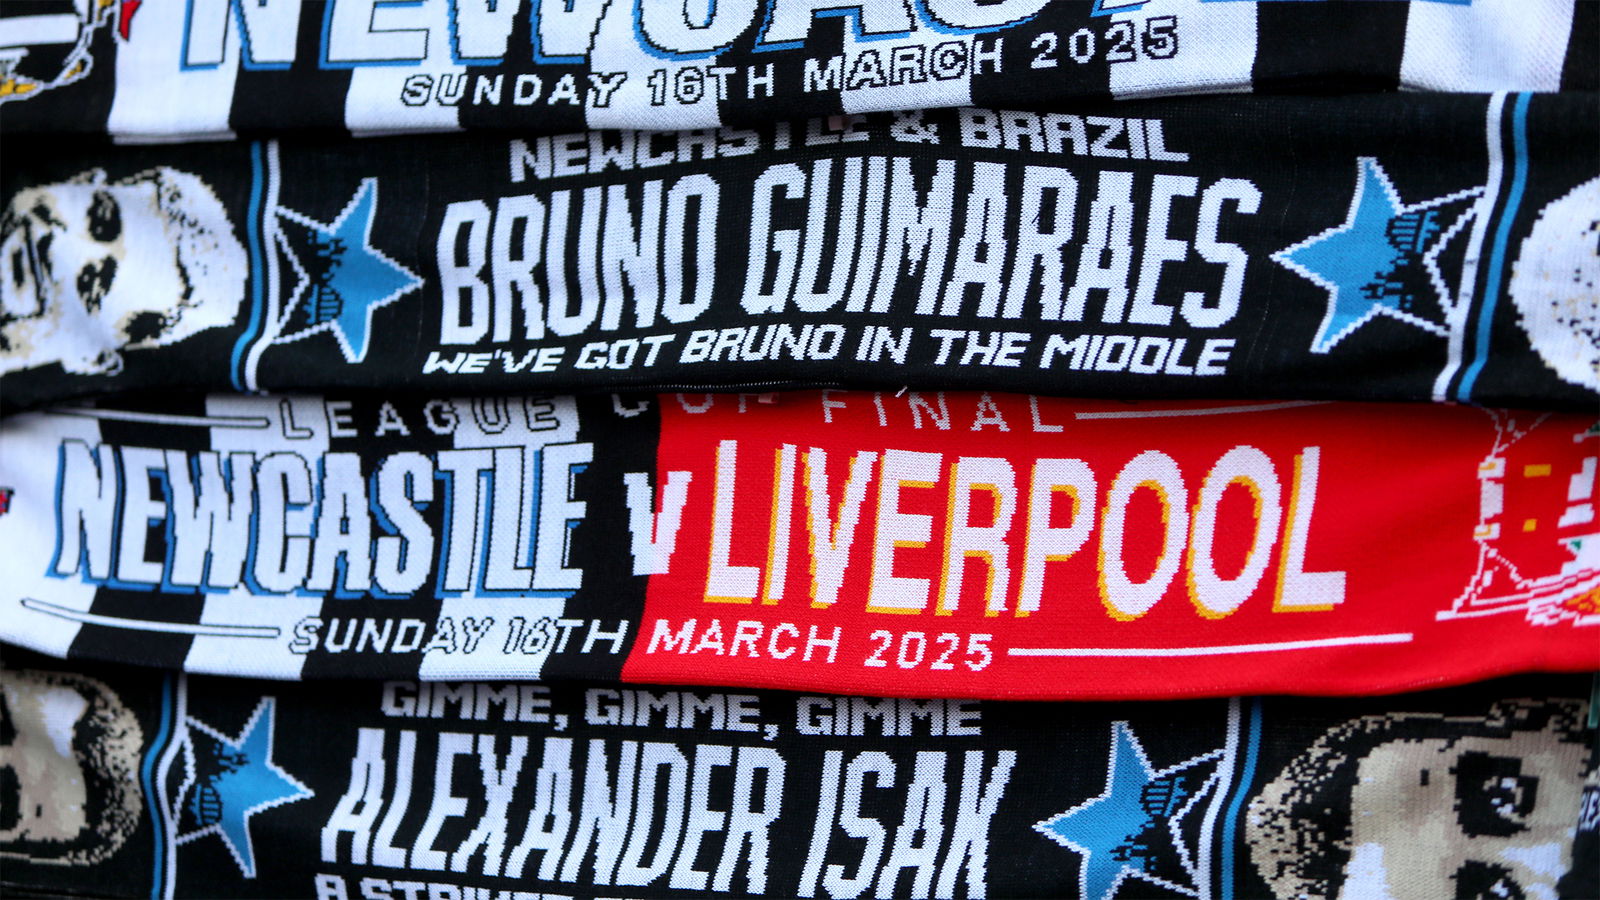 NEWCASTLE
SUNDAY 16TH MARCH 2025
NEWCASTLE & BRAZIL
BRUNO GUIMARAES
WE'VE GOT BRUNO IN THE MIDDLE
LEAGUE CUP FINAL
NEWCASTLE V LIVERPOOL
SUNDAY 16TH MARCH 2025
GIMME, GIMME, GIMME
ALEXANDER ISAK
A